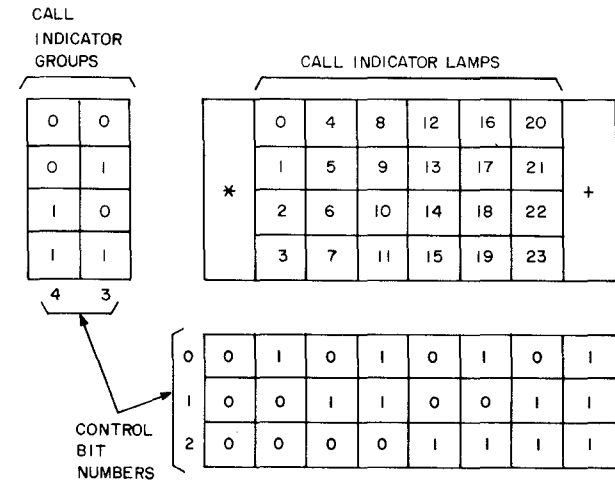 CALL
INDICATOR
GROUPS
CALL INDICATOR LAMPS
0 0 0 4 8 12 16 20
0 1 1 5 9 13 17 21
* +
1 0 2 6 10 14 18 22
1 1 3 7 11 15 19 23
4 3
0 0 1 0 1 0 1 0 1
1 0 0 1 1 0 0 1 1
2 0 0 0 0 1 1 1 1
CONTROL
BIT
NUMBERS